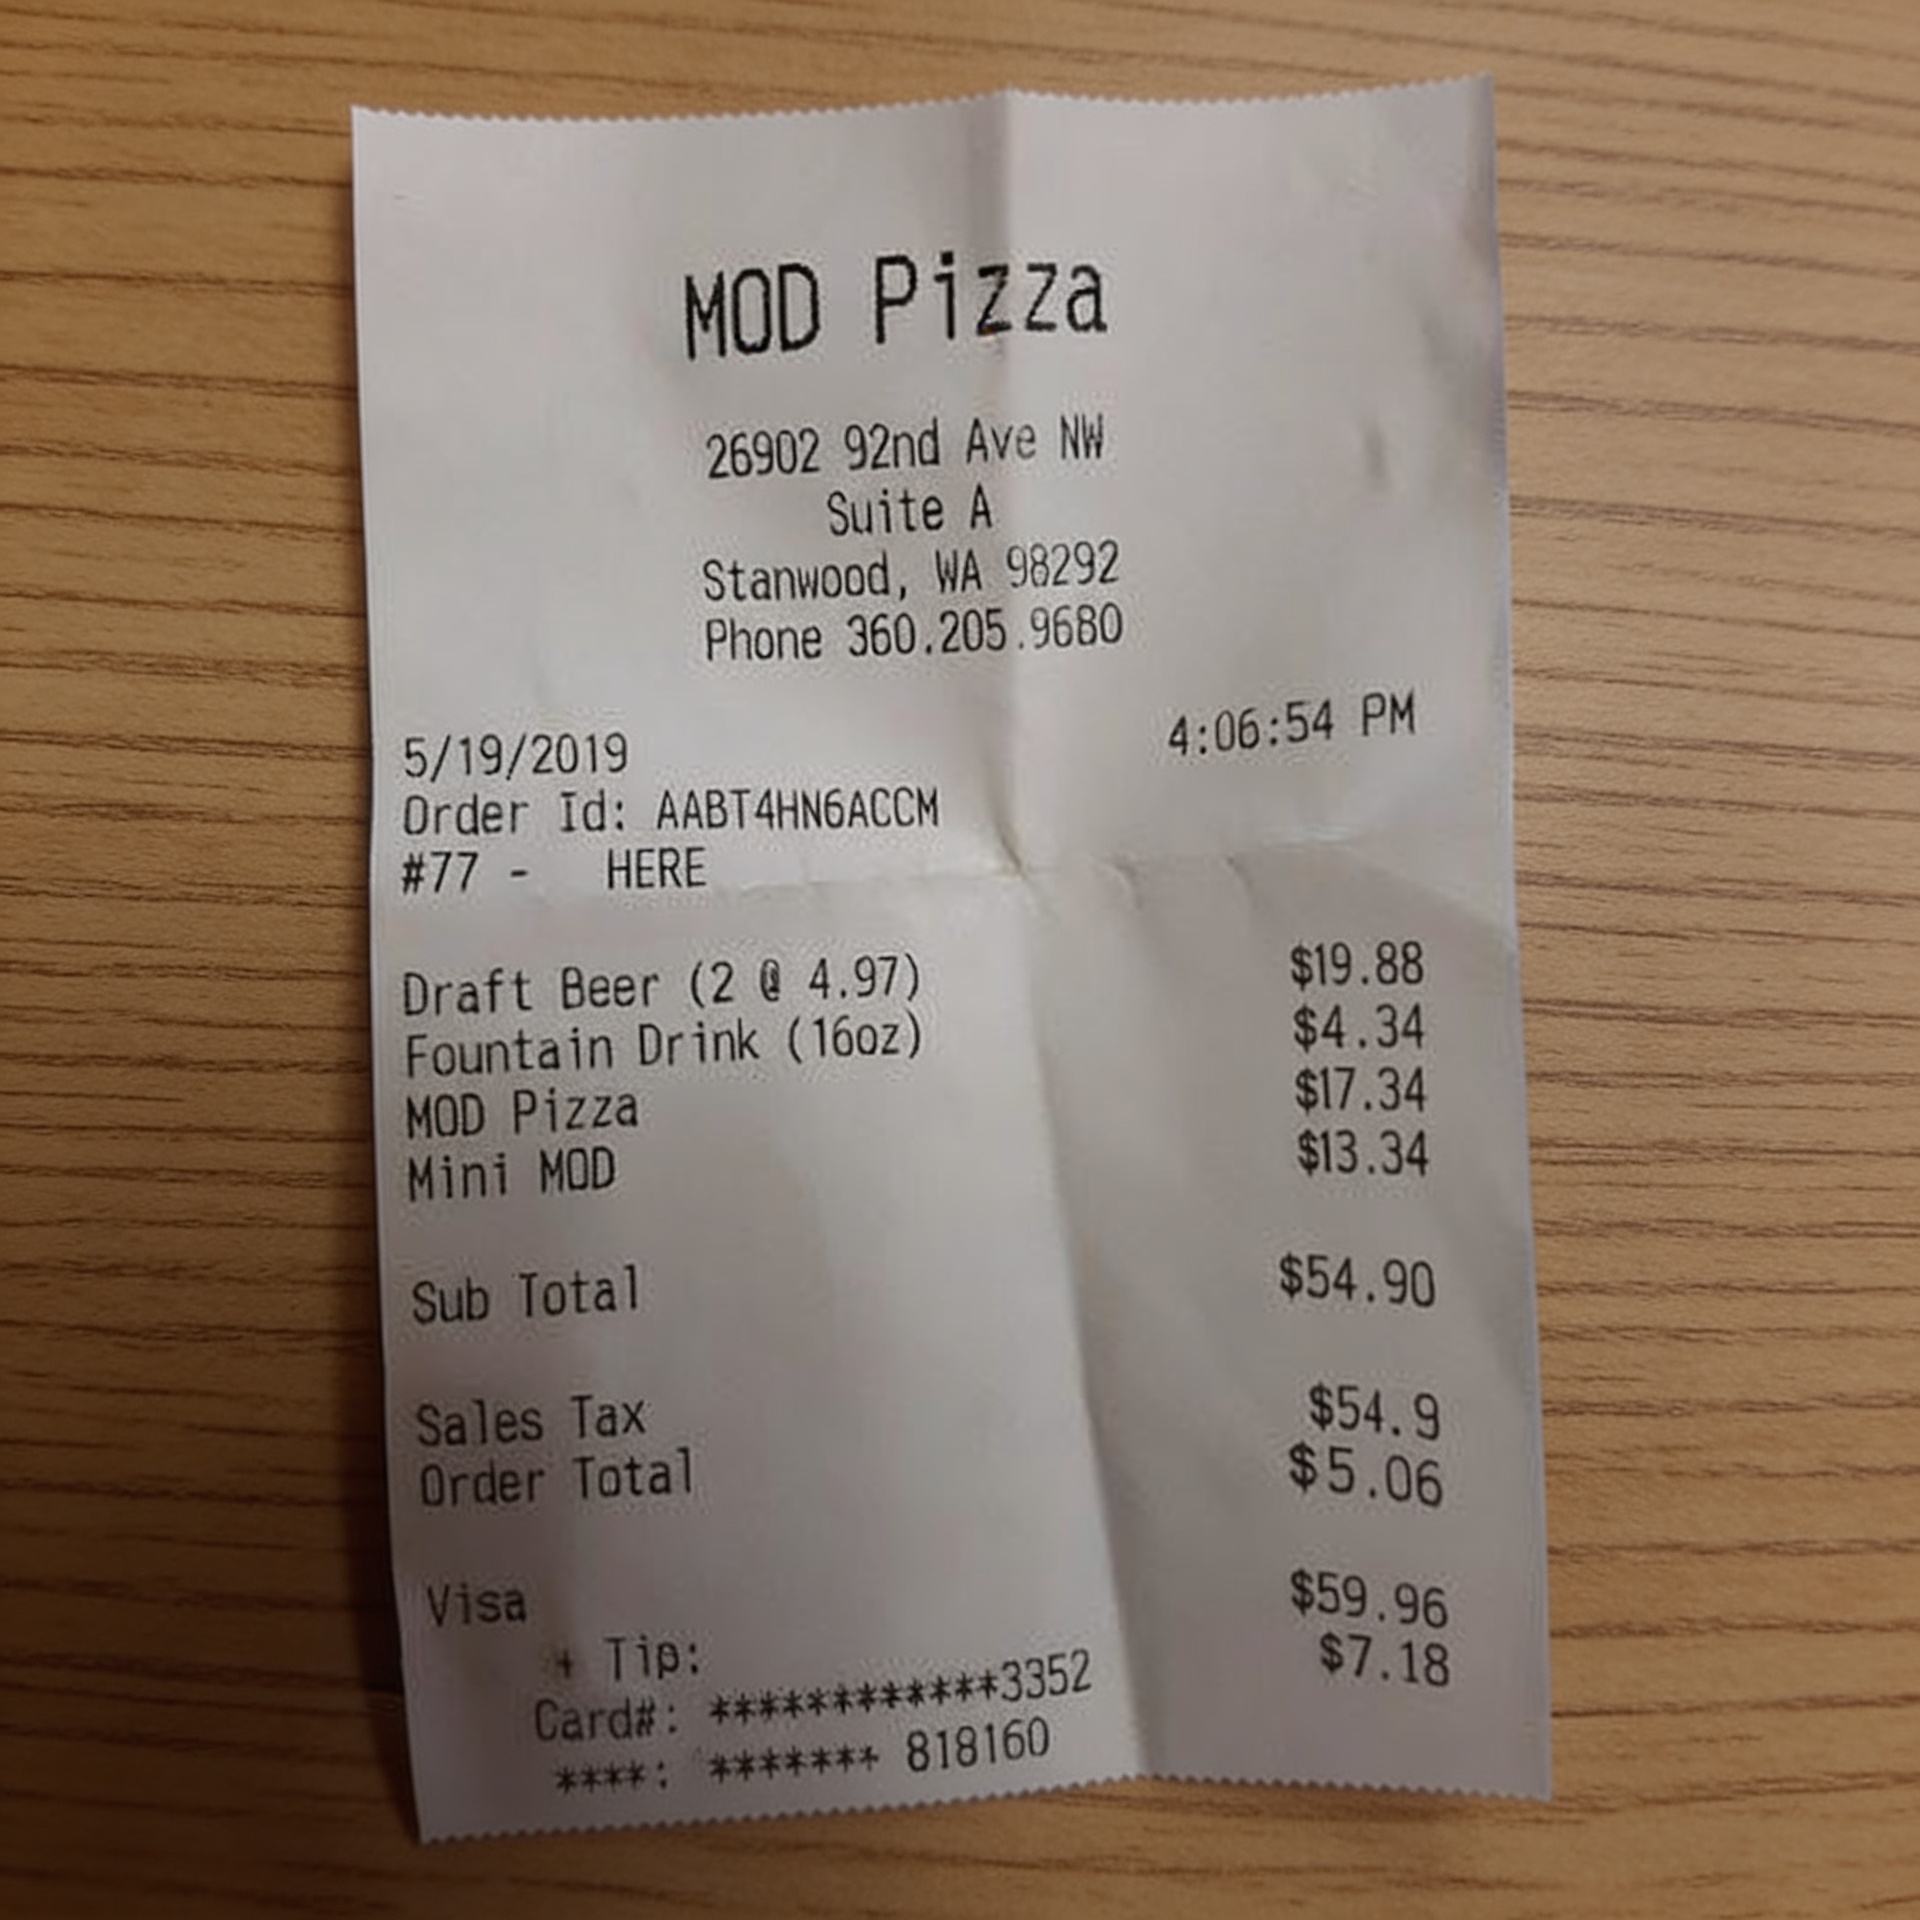 MOD Pizza
26902 92nd Ave NW
Suite A
Stanwood, WA 98292
Phone 360.205.9680
5/19/2019 4:06:54 PM
Order Id: AABT4HN6ACCM
#77 - HERE
Draft Beer (2 @ 4.97) $19.88
Fountain Drink (16oz) $4.34
MOD Pizza $17.34
Mini MOD $13.34
Sub Total $54.90
Sales Tax $54.9
Order Total $5.06
Visa $59.96
+ Tip: $7.18
Card#: ************3352
****: ******* 818160